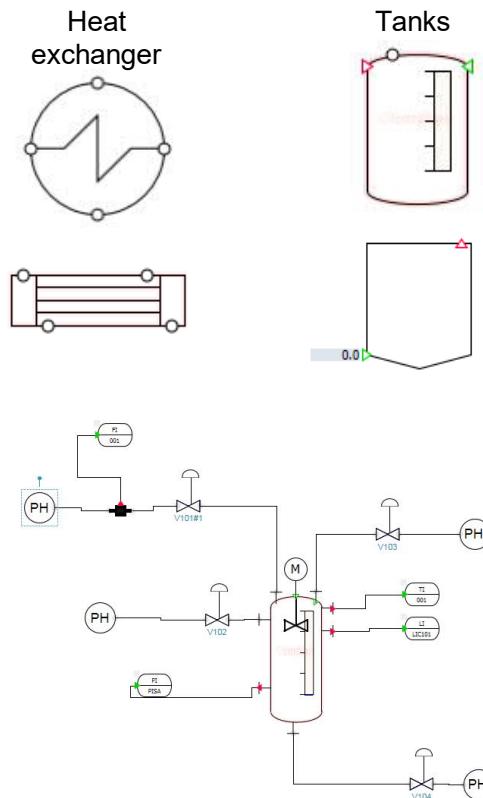 Heat
exchanger
Tanks
0.0
FI
001
PH
V101#1
PH
V103
M
TI
001
PH
V102
LI
LIC101
PI
PISA
PH
V104